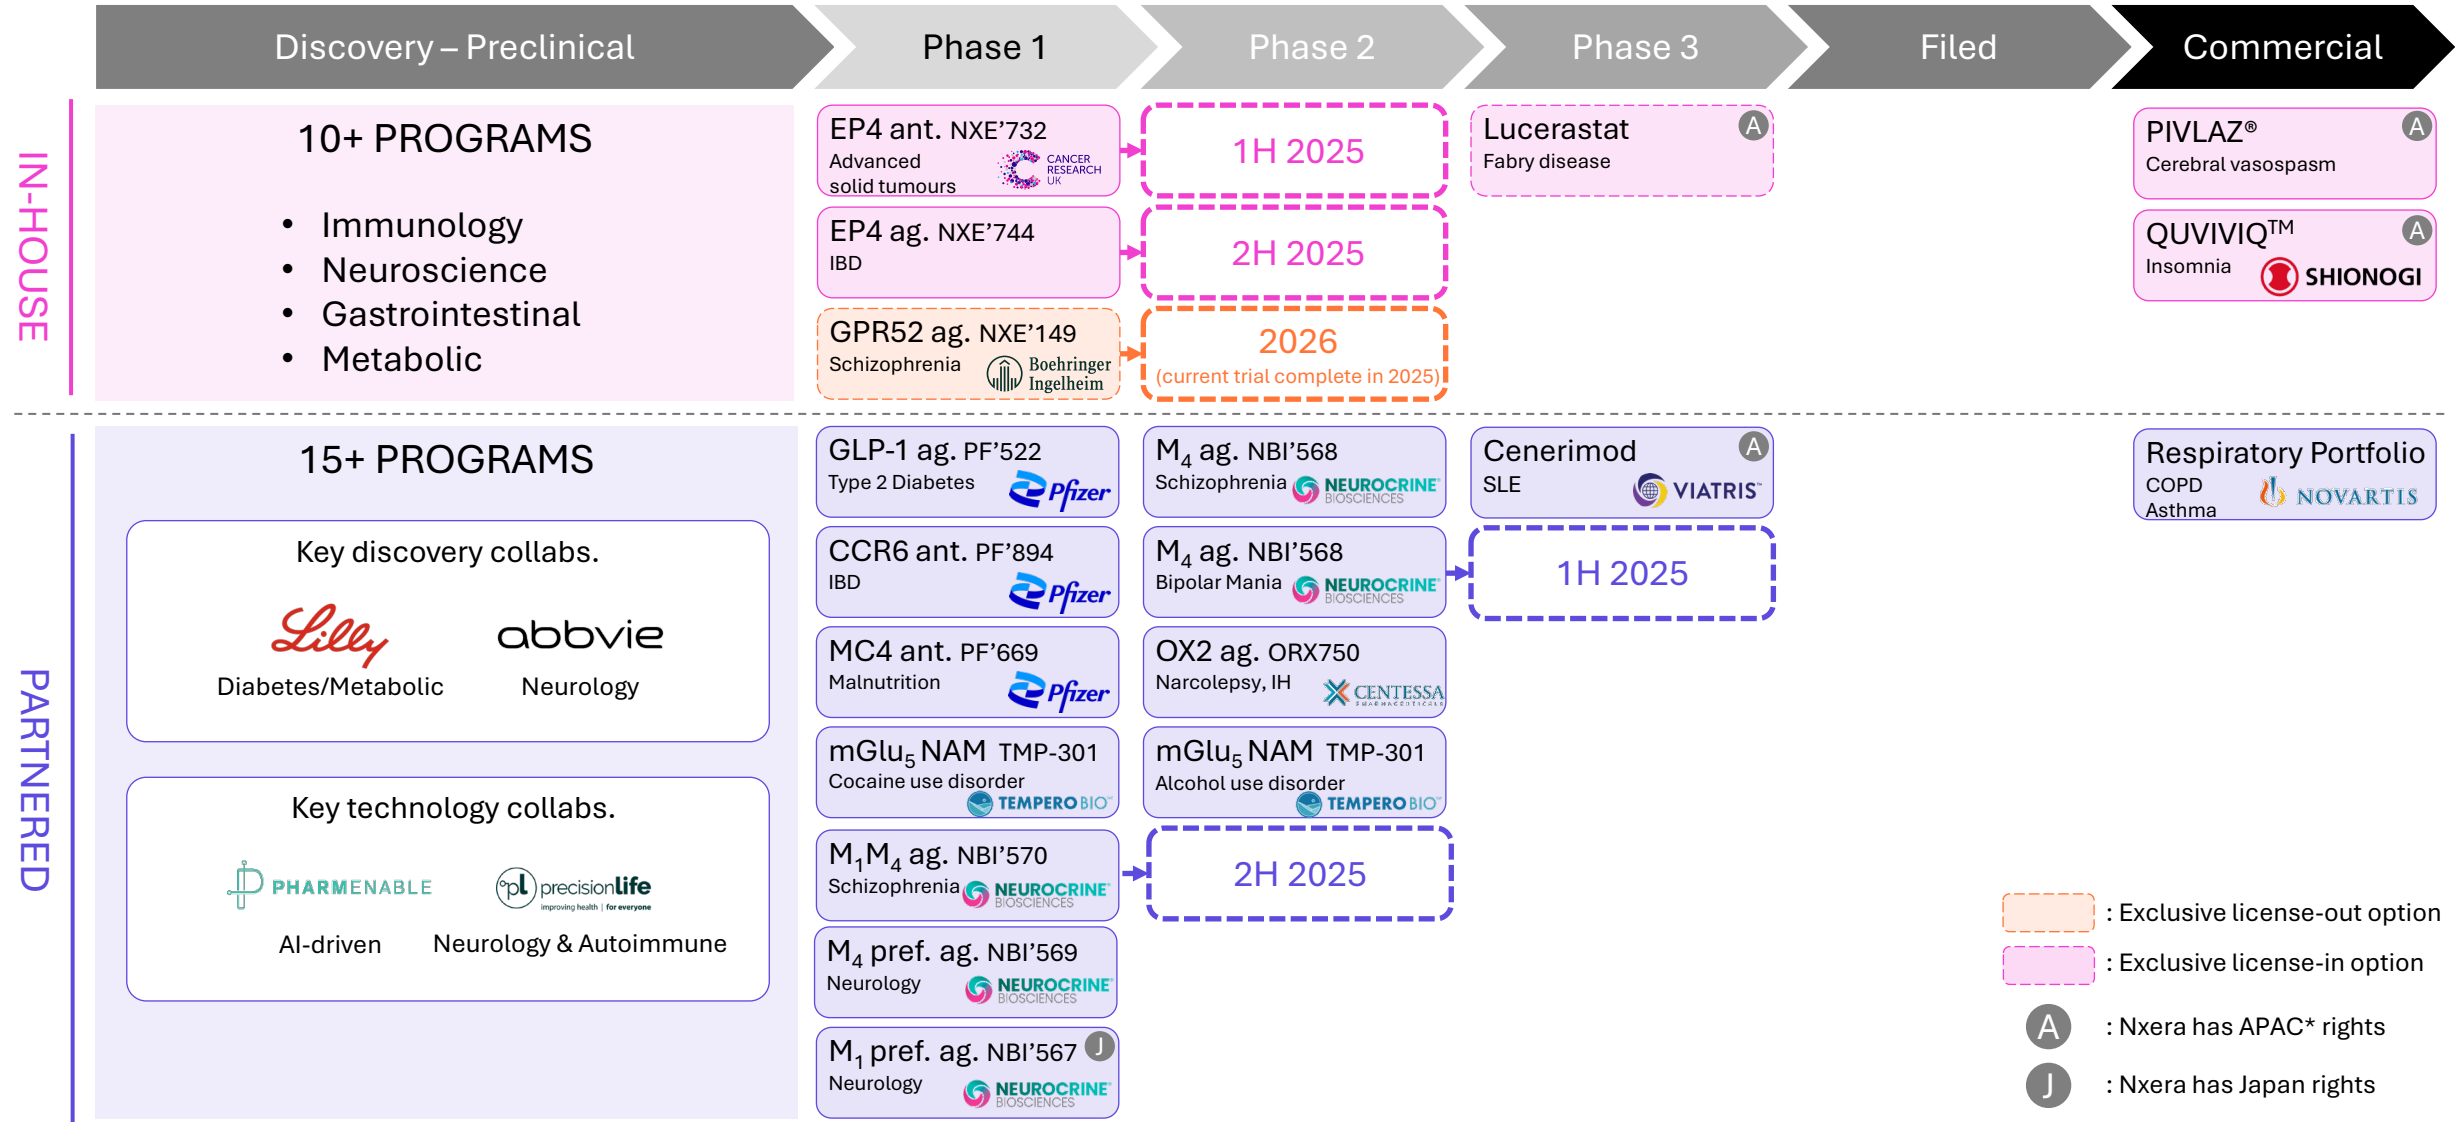 Discovery – Preclinical
Phase 1
Phase 2
Phase 3
Filed
Commercial
IN-HOUSE
10+ PROGRAMS
• Immunology
• Neuroscience
• Gastrointestinal
• Metabolic
EP4 ant. NXE’732
Advanced
solid tumours
CANCER
RESEARCH
UK
1H 2025
Lucerastat
A
Fabry disease
PIVLAZ®
A
Cerebral vasospasm
EP4 ag. NXE’744
IBD
2H 2025
QUVIVIQ™
A
Insomnia
SHIONOGI
GPR52 ag. NXE’149
Schizophrenia
Boehringer
Ingelheim
2026
(current trial complete in 2025)
PARTNERED
15+ PROGRAMS
Key discovery collabs.
Lilly
abbvie
Diabetes/Metabolic
Neurology
Key technology collabs.
PHARMENABLE
pl precisionlife
improving health | for everyone
AI-driven
Neurology & Autoimmune
GLP-1 ag. PF’522
Type 2 Diabetes
Pfizer
M4 ag. NBI’568
Schizophrenia
NEUROCRINE®
BIOSCIENCES
Cenerimod
A
SLE
VIATRIS™
Respiratory Portfolio
COPD
Asthma
NOVARTIS
CCR6 ant. PF’894
IBD
Pfizer
M4 ag. NBI’568
Bipolar Mania
NEUROCRINE®
BIOSCIENCES
1H 2025
MC4 ant. PF’669
Malnutrition
Pfizer
OX2 ag. ORX750
Narcolepsy, IH
CENTESSA
PHARMACEUTICALS
mGlu5 NAM TMP-301
Cocaine use disorder
TEMPERO BIO™
mGlu5 NAM TMP-301
Alcohol use disorder
TEMPERO BIO™
M1M4 ag. NBI’570
Schizophrenia
NEUROCRINE®
BIOSCIENCES
2H 2025
M4 pref. ag. NBI’569
Neurology
NEUROCRINE®
BIOSCIENCES
M1 pref. ag. NBI’567
J
Neurology
NEUROCRINE®
BIOSCIENCES
: Exclusive license-out option
: Exclusive license-in option
A : Nxera has APAC* rights
J : Nxera has Japan rights